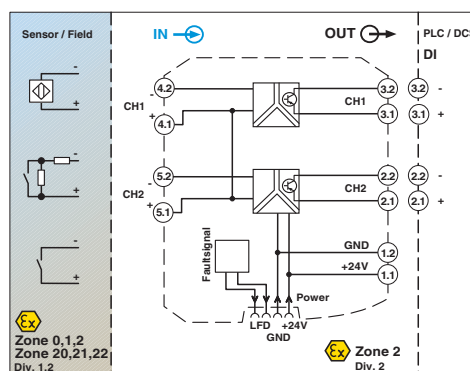 Sensor / Field
IN
OUT
PLC / DCS
DI
-
+
-
+
-
+
4.2
-
CH1
+
4.1
3.2
CH1
3.1
3.2 -
3.1 +
5.2
-
CH2
+
5.1
2.2
CH2
2.1
2.2 -
2.1 +
Faultsignal
GND
1.2
+24V
1.1
Power
LFD +24V
GND
Ex
Zone 0,1,2
Zone 20,21,22
Div. 1,2
Ex
Zone 2
Div. 2